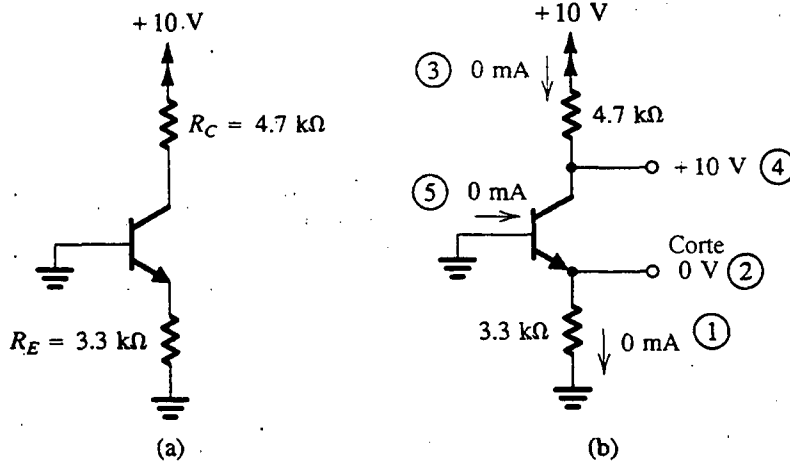 + 10 V
R_C = 4.7 kΩ
R_E = 3.3 kΩ
(a)
+ 10 V
③ 0 mA
4.7 kΩ
+ 10 V ④
⑤ 0 mA
Corte
0 V ②
3.3 kΩ
0 mA ①
(b)